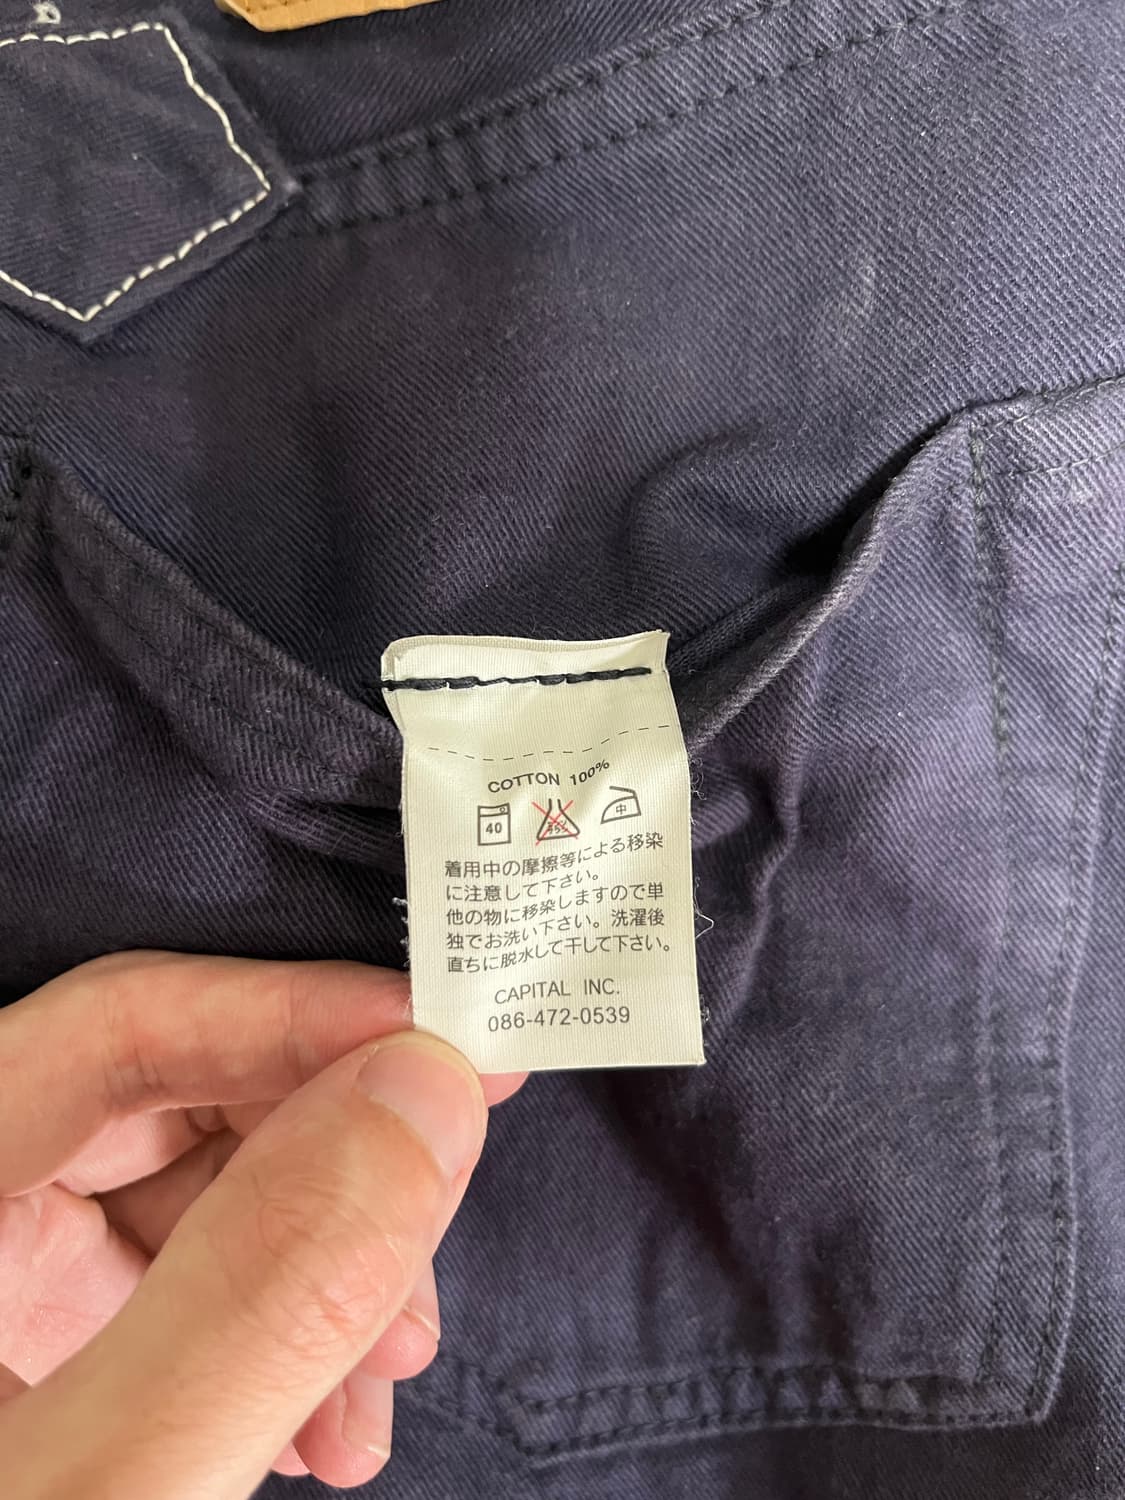 COTTON 100%
40 中
着用中の摩擦等による移染
に注意して下さい。
他の物に移染しますので単
独でお洗い下さい。洗濯後
直ちに脱水して干して下さい。
CAPITAL INC.
086-472-0539